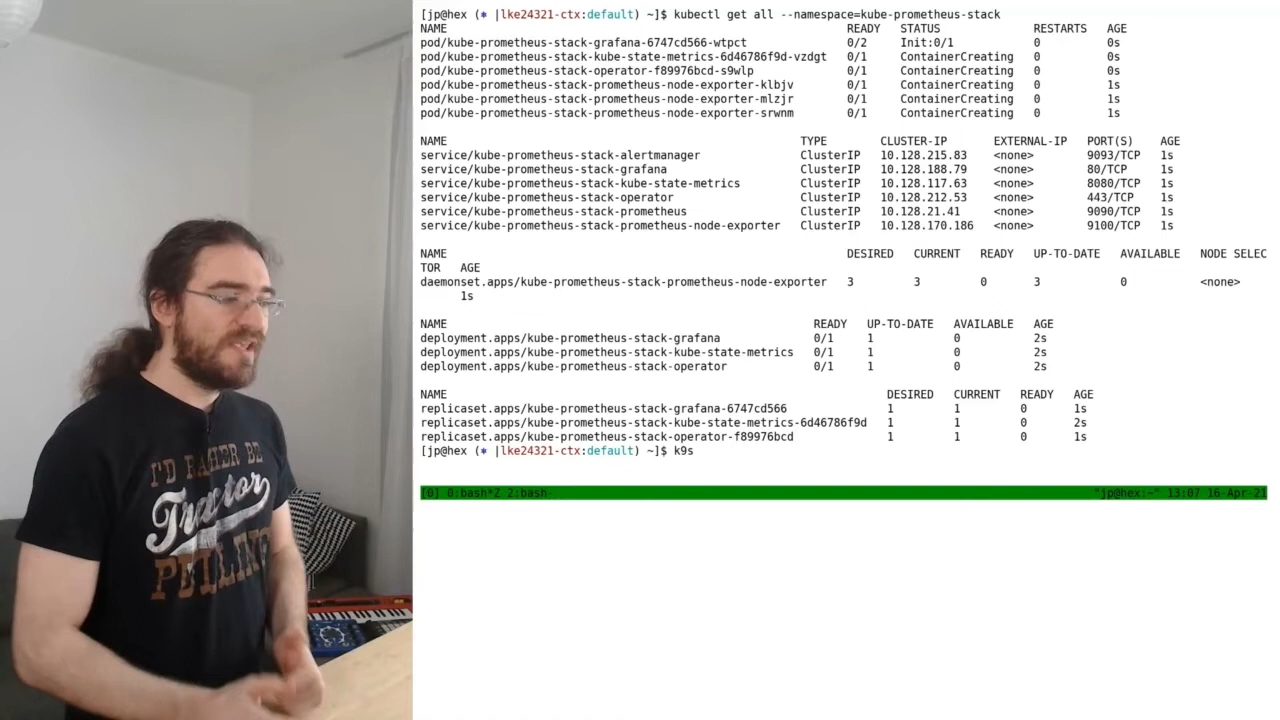 [jp@hex (* |lke24321-ctx:default) ~]$ kubectl get all --namespace=kube-prometheus-stack
NAME READY STATUS RESTARTS AGE
pod/kube-prometheus-stack-grafana-6747cd566-wtpct 0/2 Init:0/1 0 0s
pod/kube-prometheus-stack-kube-state-metrics-6d46786f9d-vzdgt 0/1 ContainerCreating 0 0s
pod/kube-prometheus-stack-operator-f89976bcd-s9wlp 0/1 ContainerCreating 0 0s
pod/kube-prometheus-stack-prometheus-node-exporter-klbjv 0/1 ContainerCreating 0 1s
pod/kube-prometheus-stack-prometheus-node-exporter-mlzjr 0/1 ContainerCreating 0 1s
pod/kube-prometheus-stack-prometheus-node-exporter-srwnm 0/1 ContainerCreating 0 1s
NAME TYPE CLUSTER-IP EXTERNAL-IP PORT(S) AGE
service/kube-prometheus-stack-alertmanager ClusterIP 10.128.215.83 <none> 9093/TCP 1s
service/kube-prometheus-stack-grafana ClusterIP 10.128.188.79 <none> 80/TCP 1s
service/kube-prometheus-stack-kube-state-metrics ClusterIP 10.128.117.63 <none> 8080/TCP 1s
service/kube-prometheus-stack-operator ClusterIP 10.128.212.53 <none> 443/TCP 1s
service/kube-prometheus-stack-prometheus ClusterIP 10.128.21.41 <none> 9090/TCP 1s
service/kube-prometheus-stack-prometheus-node-exporter ClusterIP 10.128.170.186 <none> 9100/TCP 1s
NAME DESIRED CURRENT READY UP-TO-DATE AVAILABLE NODE SELEC
TOR AGE
daemonset.apps/kube-prometheus-stack-prometheus-node-exporter 3 3 0 3 0 <none>
1s
NAME READY UP-TO-DATE AVAILABLE AGE
deployment.apps/kube-prometheus-stack-grafana 0/1 1 0 2s
deployment.apps/kube-prometheus-stack-kube-state-metrics 0/1 1 0 2s
deployment.apps/kube-prometheus-stack-operator 0/1 1 0 2s
NAME DESIRED CURRENT READY AGE
replicaset.apps/kube-prometheus-stack-grafana-6747cd566 1 1 0 1s
replicaset.apps/kube-prometheus-stack-kube-state-metrics-6d46786f9d 1 1 0 2s
replicaset.apps/kube-prometheus-stack-operator-f89976bcd 1 1 0 1s
[jp@hex (* |lke24321-ctx:default) ~]$ k9s
[0] 0:bash*Z 2:bash- "jp@hex:~" 13:07 16-Apr-21
I'D RATHER BE
Tractor
PULLING